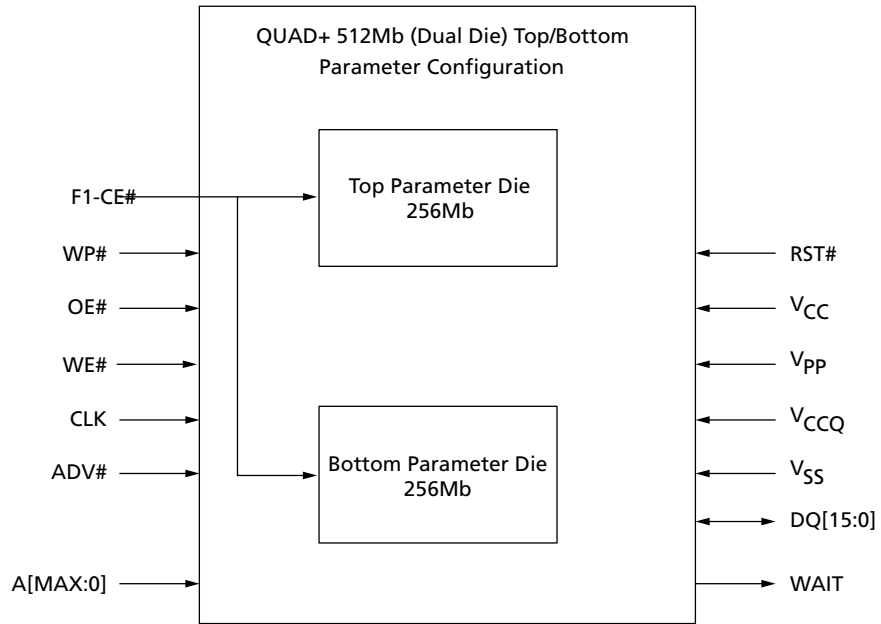 QUAD+ 512Mb (Dual Die) Top/Bottom
Parameter Configuration
Top Parameter Die
256Mb
Bottom Parameter Die
256Mb
F1-CE#
WP#
OE#
WE#
CLK
ADV#
A[MAX:0]
RST#
VCC
VPP
VCCQ
VSS
DQ[15:0]
WAIT